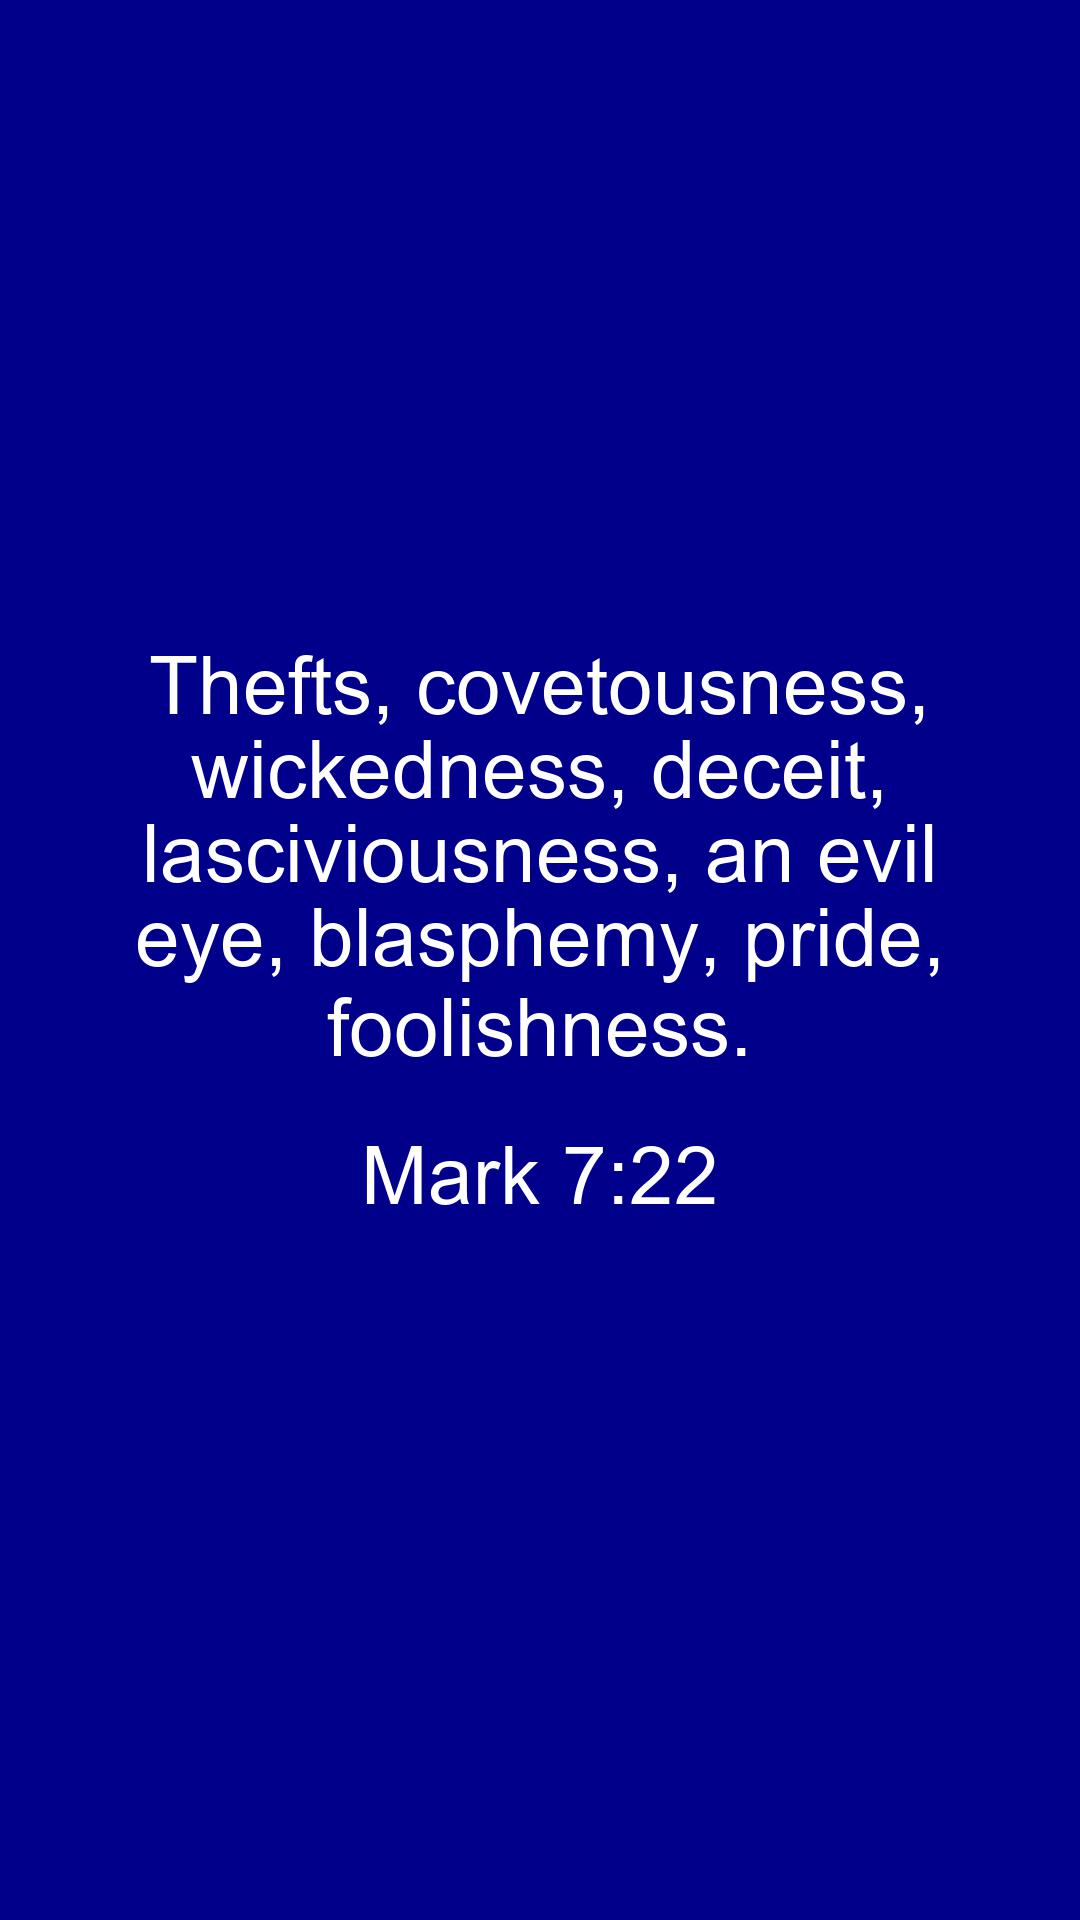 Thefts, covetousness,
wickedness, deceit,
lasciviousness, an evil
eye, blasphemy, pride,
foolishness.
Mark 7:22